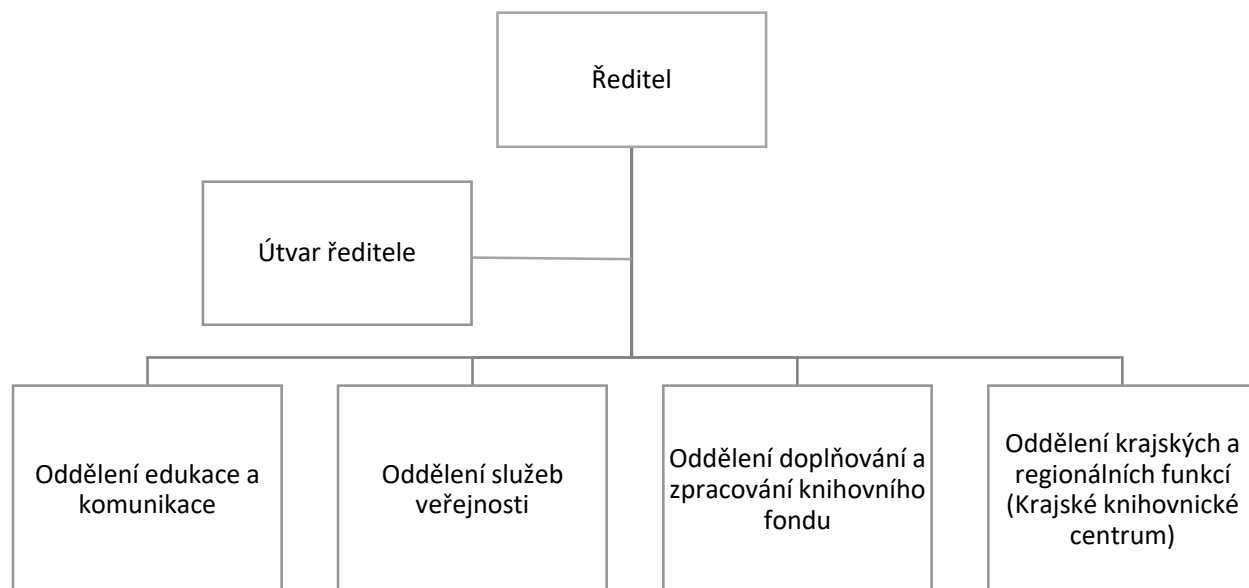 Ředitel
Útvar ředitele
Oddělení edukace a
komunikace
Oddělení služeb
veřejnosti
Oddělení doplňování a
zpracování knihovního
fondu
Oddělení krajských a
regionálních funkcí
(Krajské knihovnické
centrum)